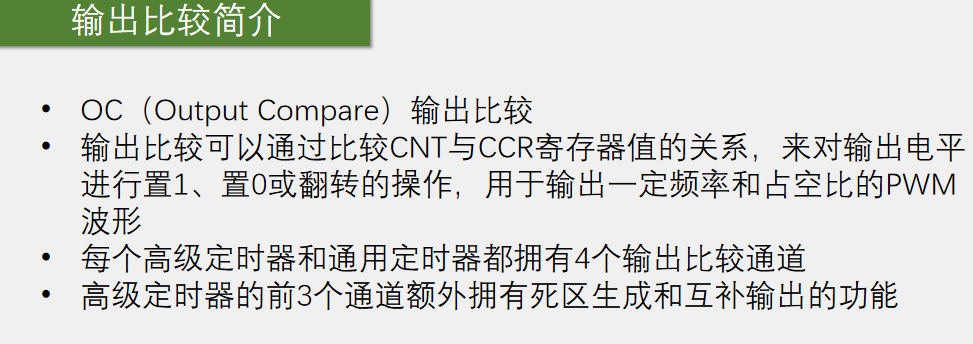 输出比较简介
• OC（Output Compare）输出比较
• 输出比较可以通过比较CNT与CCR寄存器值的关系，来对输出电平
进行置1、置0或翻转的操作，用于输出一定频率和占空比的PWM
波形
• 每个高级定时器和通用定时器都拥有4个输出比较通道
• 高级定时器的前3个通道额外拥有死区生成和互补输出的功能